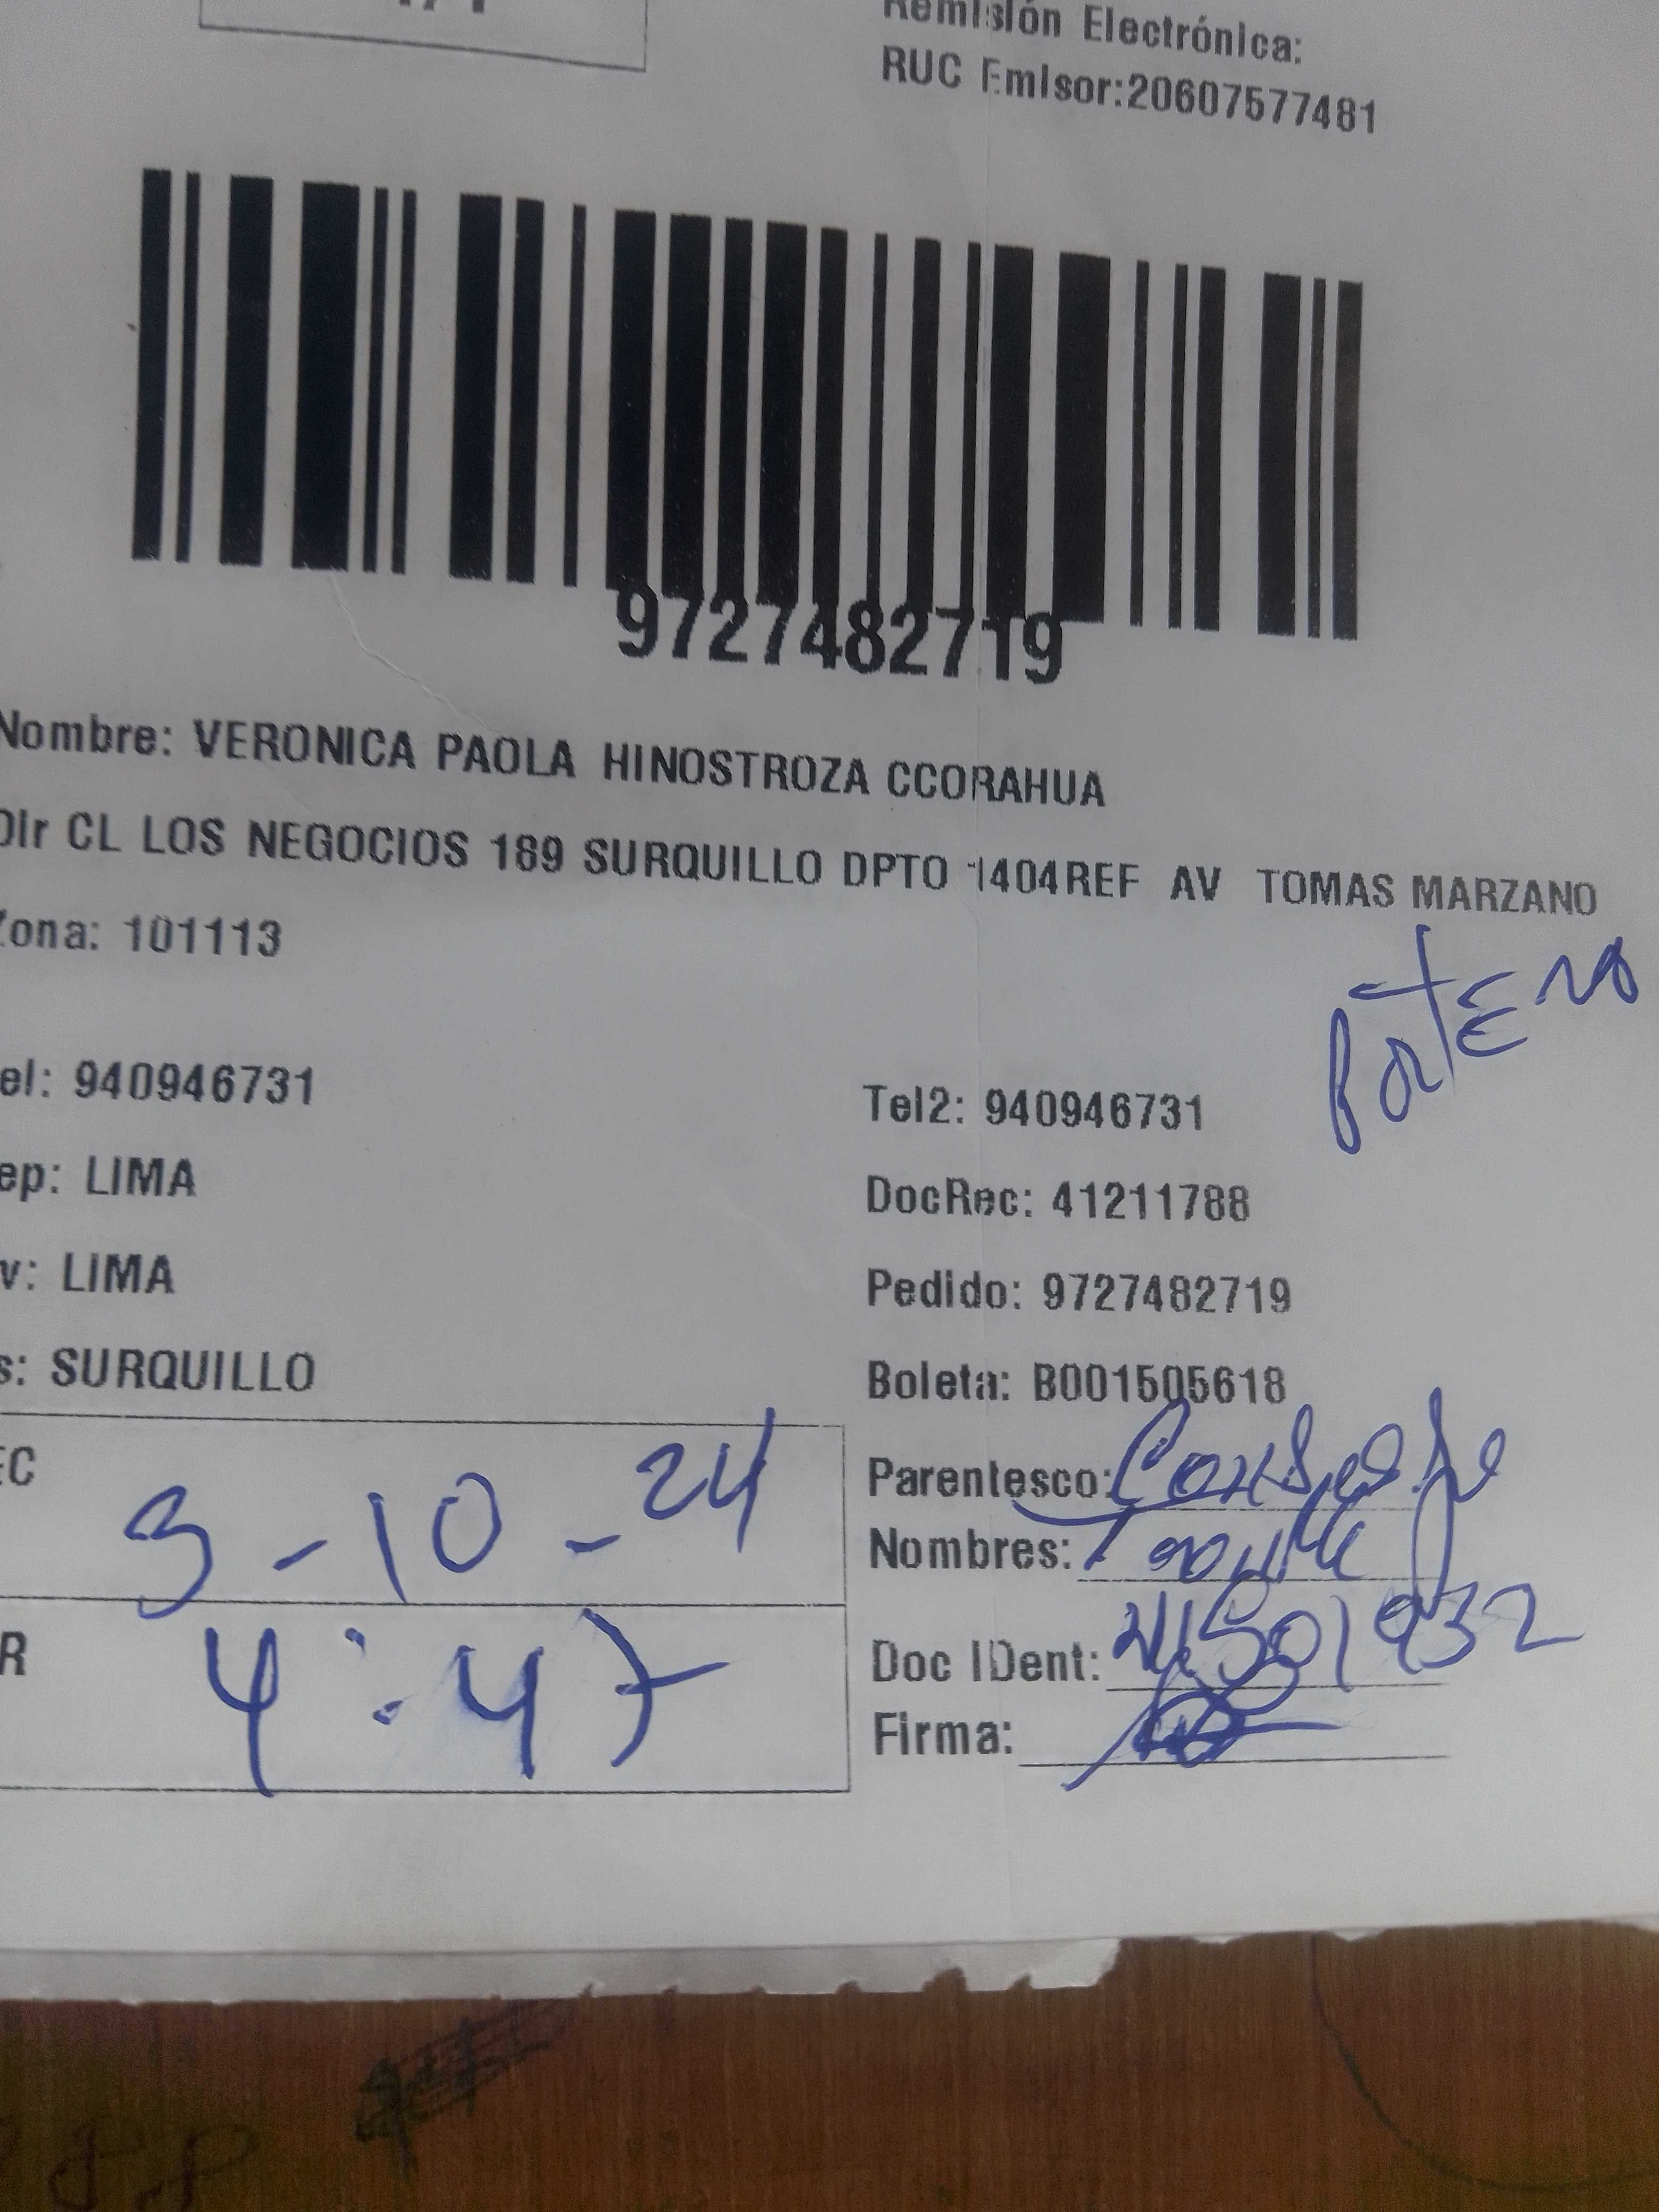 Remisión Electrónica:
RUC Emisor:20607577481
9727482719
Nombre: VERONICA PAOLA HINOSTROZA CCORAHUA
Dir CL LOS NEGOCIOS 189 SURQUILLO DPTO 1404REF AV TOMAS MARZANO
Zona: 101113
Portero
el: 940946731
Tel2: 940946731
ep: LIMA
DocRec: 41211788
v: LIMA
Pedido: 9727482719
s: SURQUILLO
Boleta: B001505618
EC
3-10-24
Parentesco: Conserje
Nombres:
R
4:47
Doc IDent:
Firma: